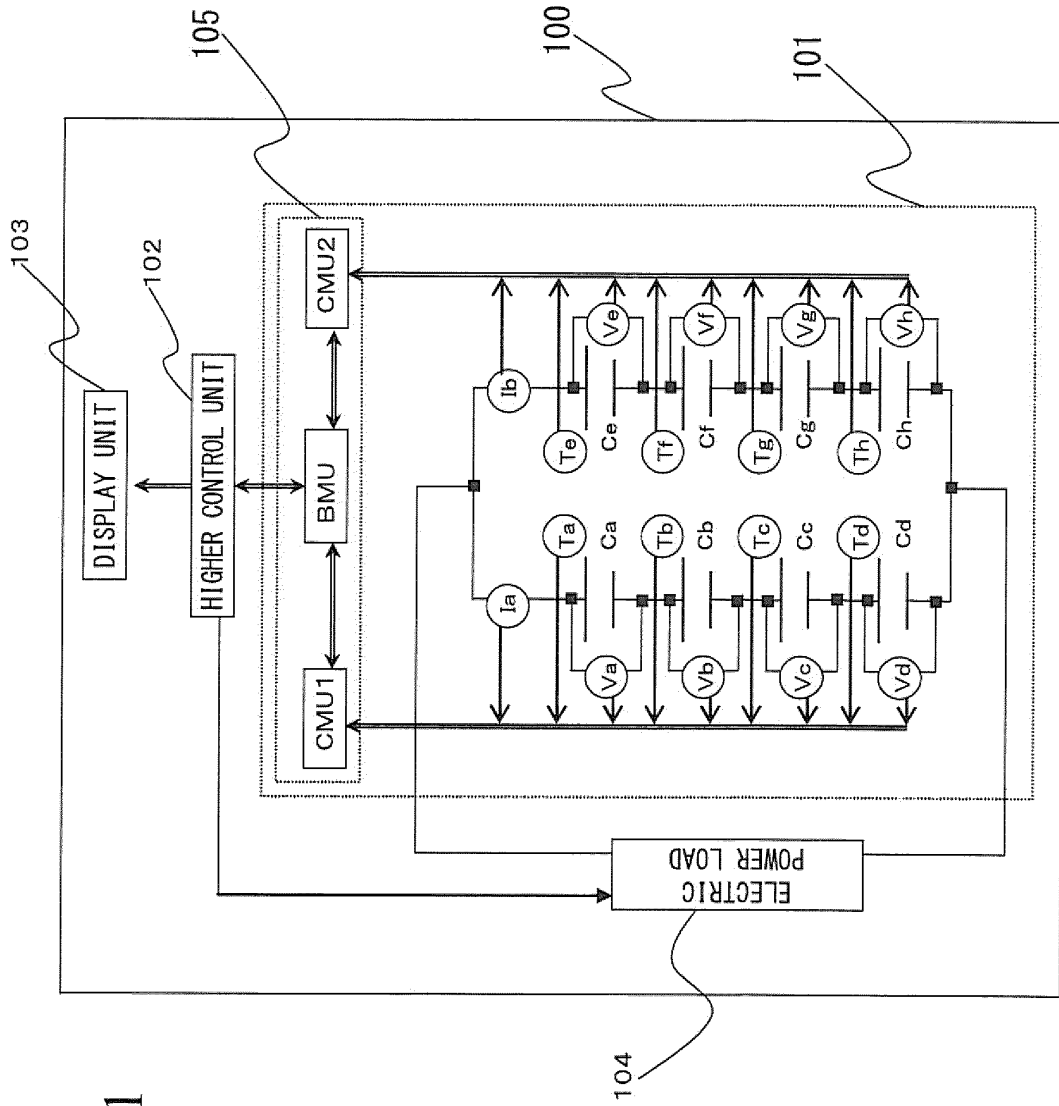 1
100
105
101
103
102
DISPLAY UNIT
HIGHER CONTROL UNIT
CMU1
BMU
CMU2
Ia
Ib
Ta
Te
Va
Ca
Ce
Ve
Tb
Tf
Vb
Cb
Cf
Vf
Tc
Tg
Vc
Cc
Cg
Vg
Td
Th
Vd
Cd
Ch
Vh
ELECTRIC
POWER LOAD
104